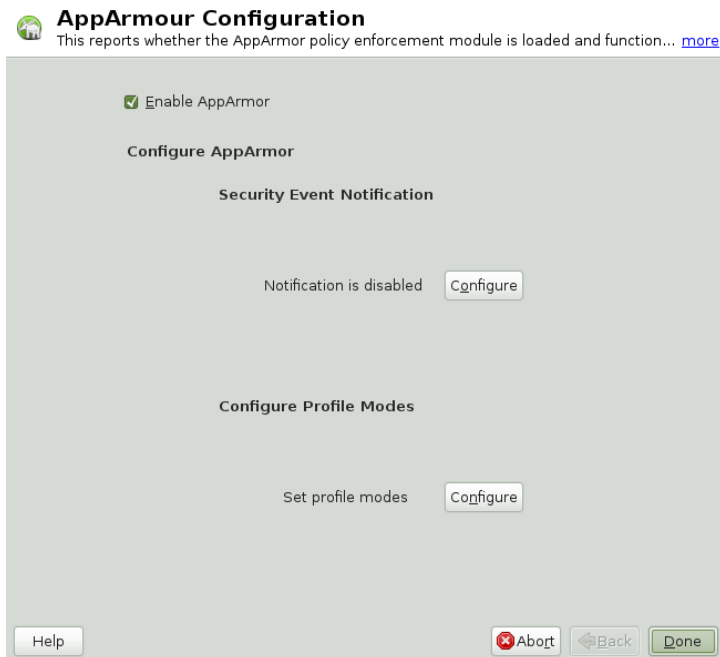 AppArmour Configuration
This reports whether the AppArmor policy enforcement module is loaded and function... more
Enable AppArmor
Configure AppArmor
Security Event Notification
Notification is disabled Configure
Configure Profile Modes
Set profile modes Configure
Help Abort Back Done